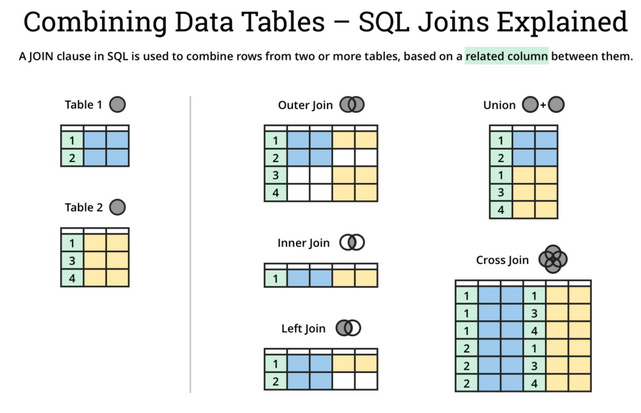 Combining Data Tables – SQL Joins Explained
A JOIN clause in SQL is used to combine rows from two or more tables, based on a related column between them.
Table 1
1
2
Table 2
1
3
4
Outer Join
1
2
3
4
Inner Join
1
Left Join
1
2
Union +
1
2
1
3
4
Cross Join
1 1
1 3
1 4
2 1
2 3
2 4